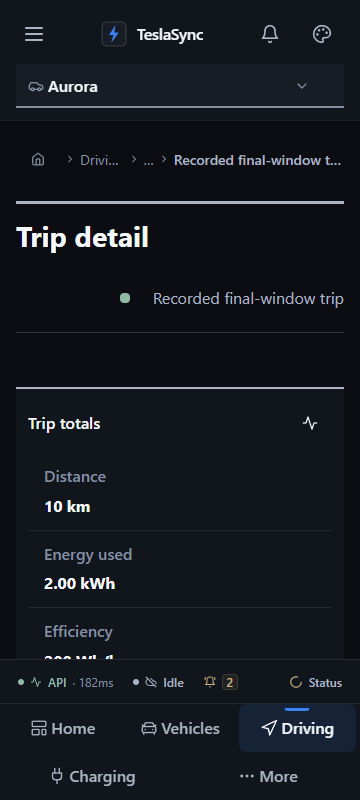 TeslaSync
Aurora
Drivi... ... Recorded final-window t...
Trip detail
Recorded final-window trip
Trip totals
Distance
10 km
Energy used
2.00 kWh
Efficiency
API · 182ms Idle 2 Status
Home Vehicles Driving
Charging More